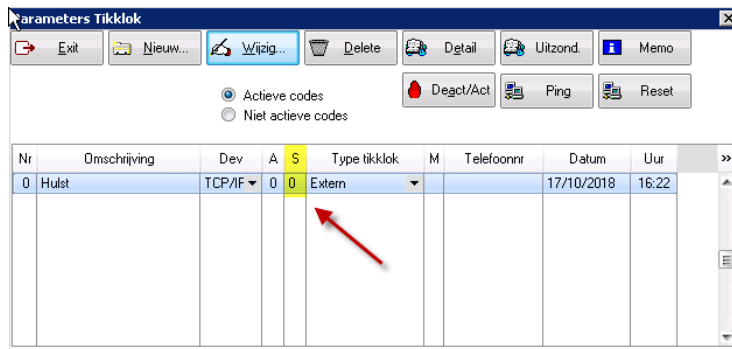 Parameters Tikklok
Exit Nieuw... Wijzig... Delete Detail Uitzond. Memo
Actieve codes Deact/Act Ping Reset
Niet actieve codes
Nr Omschrijving Dev A S Type tikklok M Telefoonnr Datum Uur »
0 Hulst TCP/IF 0 0 Extern 17/10/2018 16:22